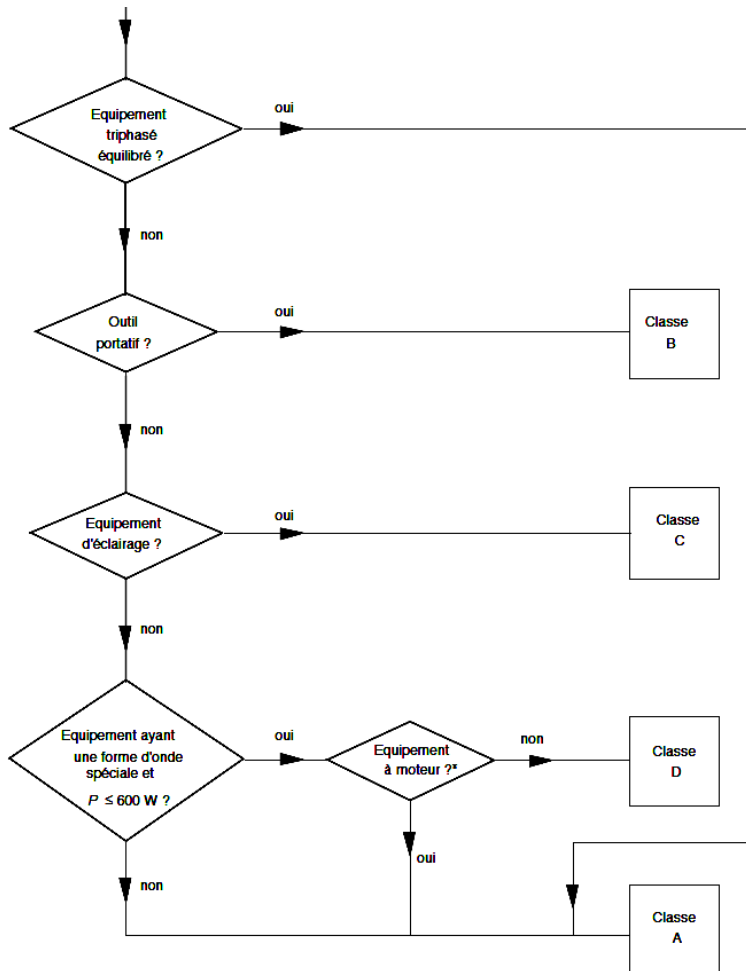 Equipement
triphasé
équilibré ?
oui
non
Outil
portatif ?
oui
Classe
B
non
Equipement
d'éclairage ?
oui
Classe
C
non
Equipement ayant
une forme d'onde
spéciale et
P ≤ 600 W ?
oui
Equipement
à moteur ?*
non
Classe
D
oui
non
Classe
A